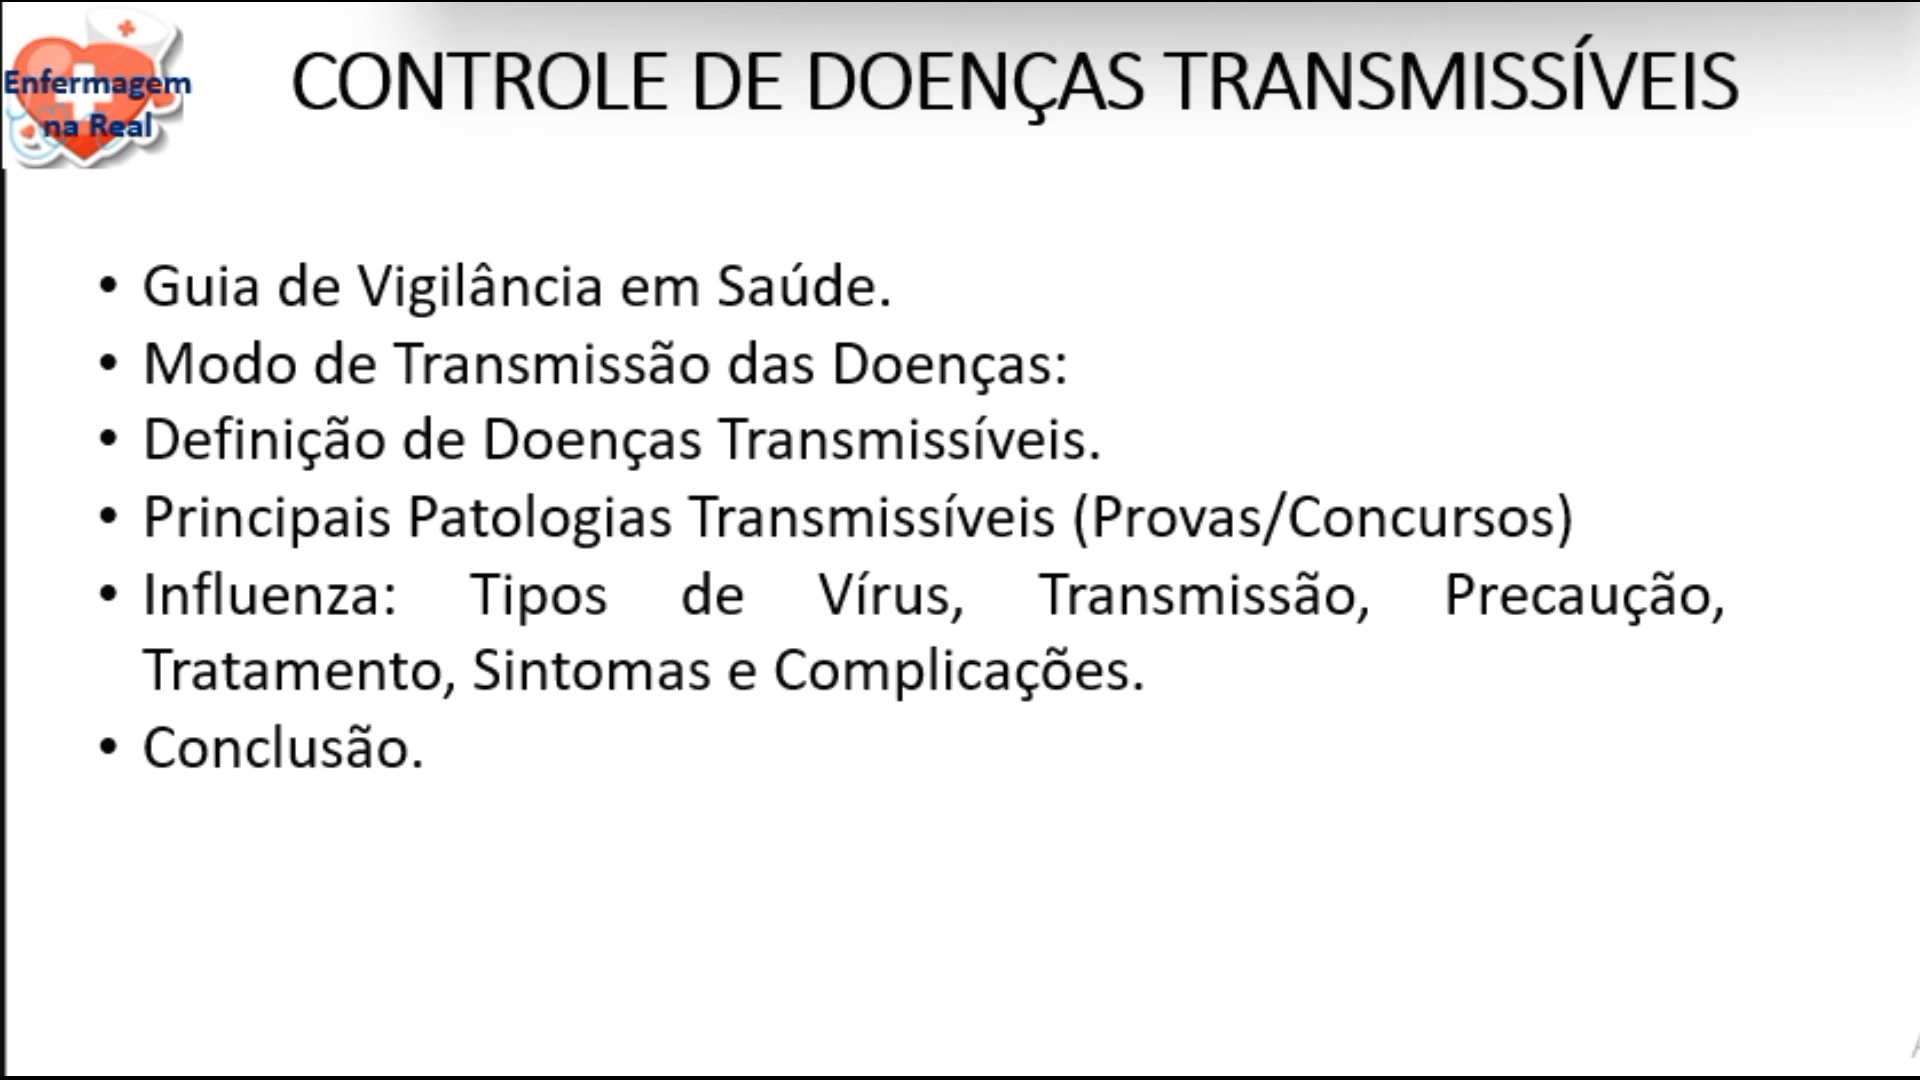 Enfermagem
na Real
CONTROLE DE DOENÇAS TRANSMISSÍVEIS
• Guia de Vigilância em Saúde.
• Modo de Transmissão das Doenças:
• Definição de Doenças Transmissíveis.
• Principais Patologias Transmissíveis (Provas/Concursos)
• Influenza: Tipos de Vírus, Transmissão, Precaução,
Tratamento, Sintomas e Complicações.
• Conclusão.